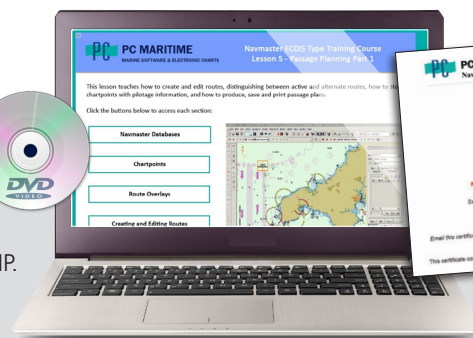 PC MARITIME
MARINE SOFTWARE & ELECTRONIC CHARTS
Navmaster ECDIS Type Training Course
Lesson 5 - Passage Planning Part 1
This lesson teaches how to create and edit routes, distinguishing between active and alternate routes, how to
chartpoints with pilotage information, and how to produce, save and print passage plans.
Click the buttons below to access each section:
Navmaster Databases
Chartpoints
Route Overlays
Creating and Editing Routes
DVD
VIDEO
IP.
PC
Email this certific
This certificate co